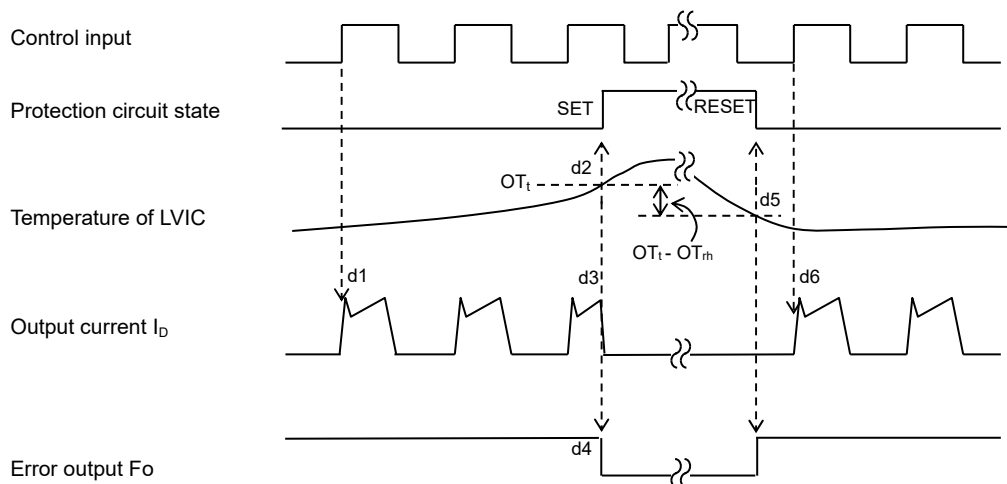 Control input
Protection circuit state
SET
RESET
Temperature of LVIC
OTt
d2
d5
OTt - OTrh
d1
d3
d6
Output current ID
d4
Error output Fo